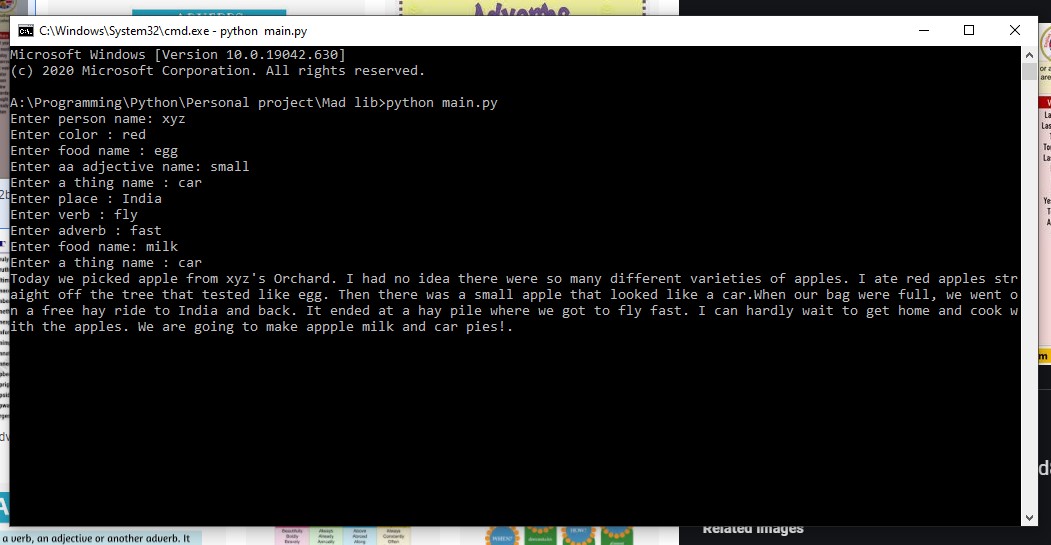 ADVERBS
Adverbs
C:\Windows\System32\cmd.exe - python  main.py
Microsoft Windows [Version 10.0.19042.630]
(c) 2020 Microsoft Corporation. All rights reserved.
A:\Programming\Python\Personal project\Mad lib>python main.py
Enter person name: xyz
Enter color : red
Enter food name : egg
Enter aa adjective name: small
Enter a thing name : car
Enter place : India
Enter verb : fly
Enter adverb : fast
Enter food name: milk
Enter a thing name : car
Today we picked apple from xyz's Orchard. I had no idea there were so many different varieties of apples. I ate red apples str
aight off the tree that tested like egg. Then there was a small apple that looked like a car.When our bag were full, we went o
n a free hay ride to India and back. It ended at a hay pile where we got to fly fast. I can hardly wait to get home and cook w
ith the apples. We are going to make appple milk and car pies!.
a verb, an adjective or another adverb. It
Related images